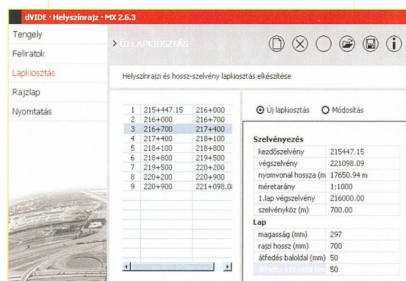 dVIDE · Helyszínrajz · MX 2.6.3
Tengely
Feliratok
Lapkiosztás
Rajzlap
Nyomtatás
> ÚJ LAPKIOSZTÁS
Helyszínrajzi és hossz-szelvény lapkiosztás elkészítése
1 215+447.15 216+000
2 216+000 216+700
3 216+700 217+400
4 217+400 218+100
5 218+100 218+800
6 218+800 219+500
7 219+500 220+200
8 220+200 220+900
9 220+900 221+098.0
Új lapkiosztás Módosítás
Szelvényezés
kezdőszelvény 215447.15
végszelvény 221098.09
nyomvonal hossza (m 17650.94 m
méretarány 1:1000
1.lap végszelvény 216000.00
szelvényköz (m) 700.00
Lap
magasság (mm) 297
rajzi hossz (mm) 700
átfedés baloldal (mm) 50
50